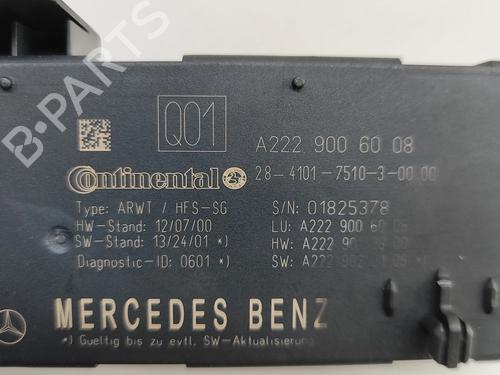 Q01
A222 900 60 08
Continental
28-4101-7510-3-00
Type: ARWT / HFS-SG
S/N: 01825378
HW-Stand: 12/07/00
LU: A222 900 60 08
SW-Stand: 13/24/01 *)
HW: A222 90
Diagnostic-ID: 0601 *)
SW: A222 90
MERCEDES BENZ
*) Gueltig bis zu evtl. SW-Aktualisierung
B-PARTS